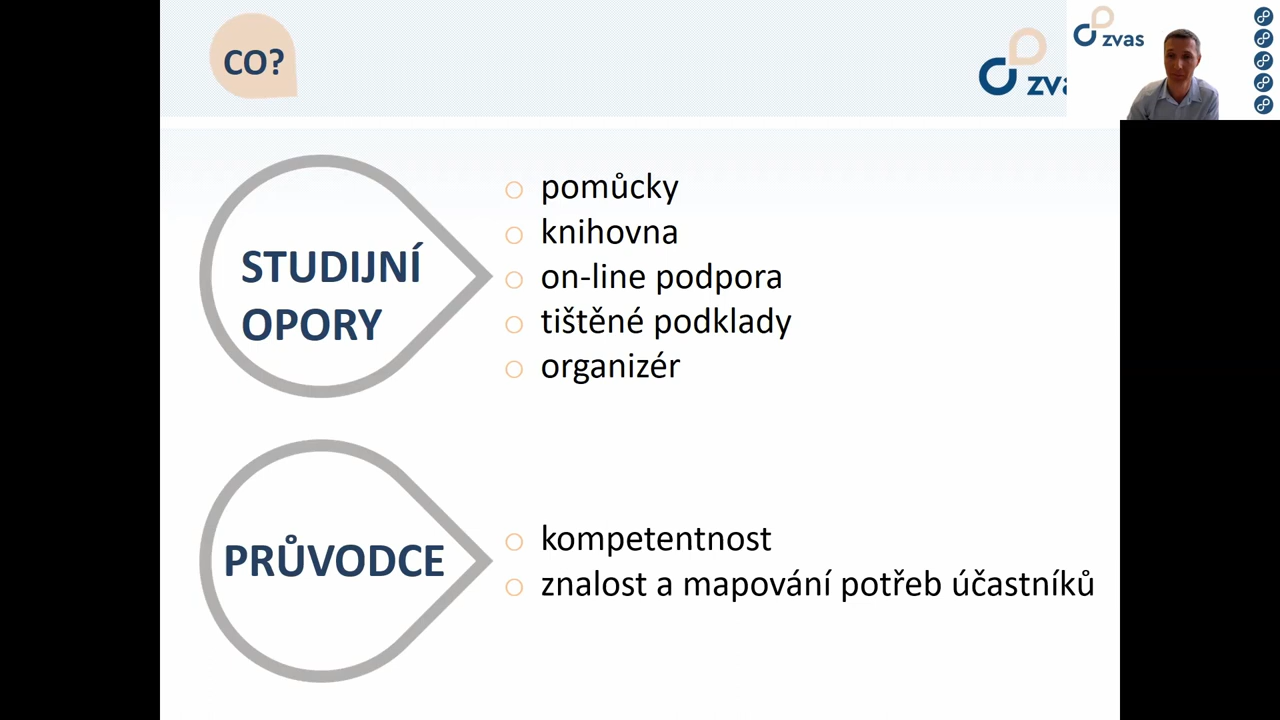 CO?
zvas
zvas
STUDIJNÍ
OPORY
pomůcky
knihovna
on-line podpora
tištěné podklady
organizér
PRŮVODCE
kompetentnost
znalost a mapování potřeb účastníků